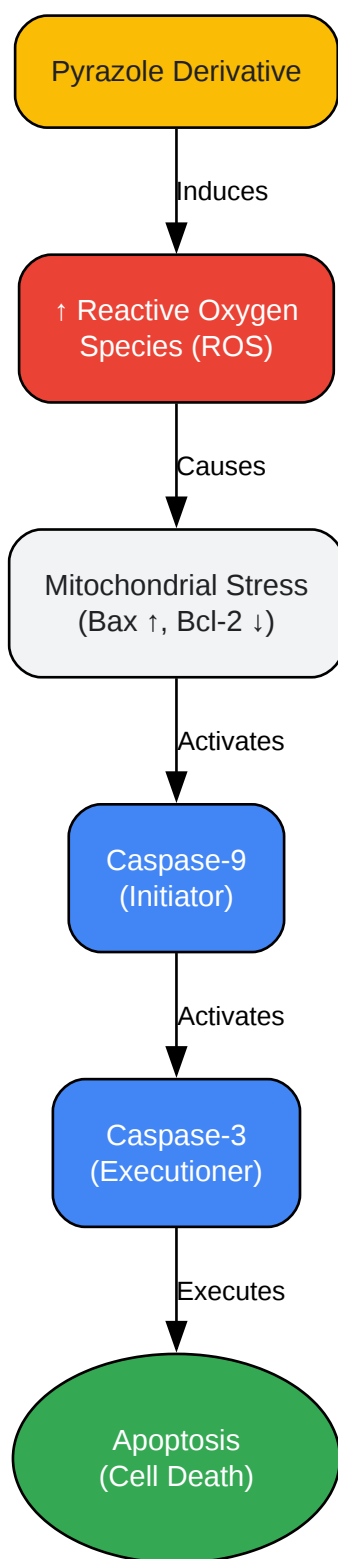 Pyrazole Derivative
Induces
↑ Reactive Oxygen
Species (ROS)
Causes
Mitochondrial Stress
(Bax ↑, Bcl-2 ↓)
Activates
Caspase-9
(Initiator)
Activates
Caspase-3
(Executioner)
Executes
Apoptosis
(Cell Death)